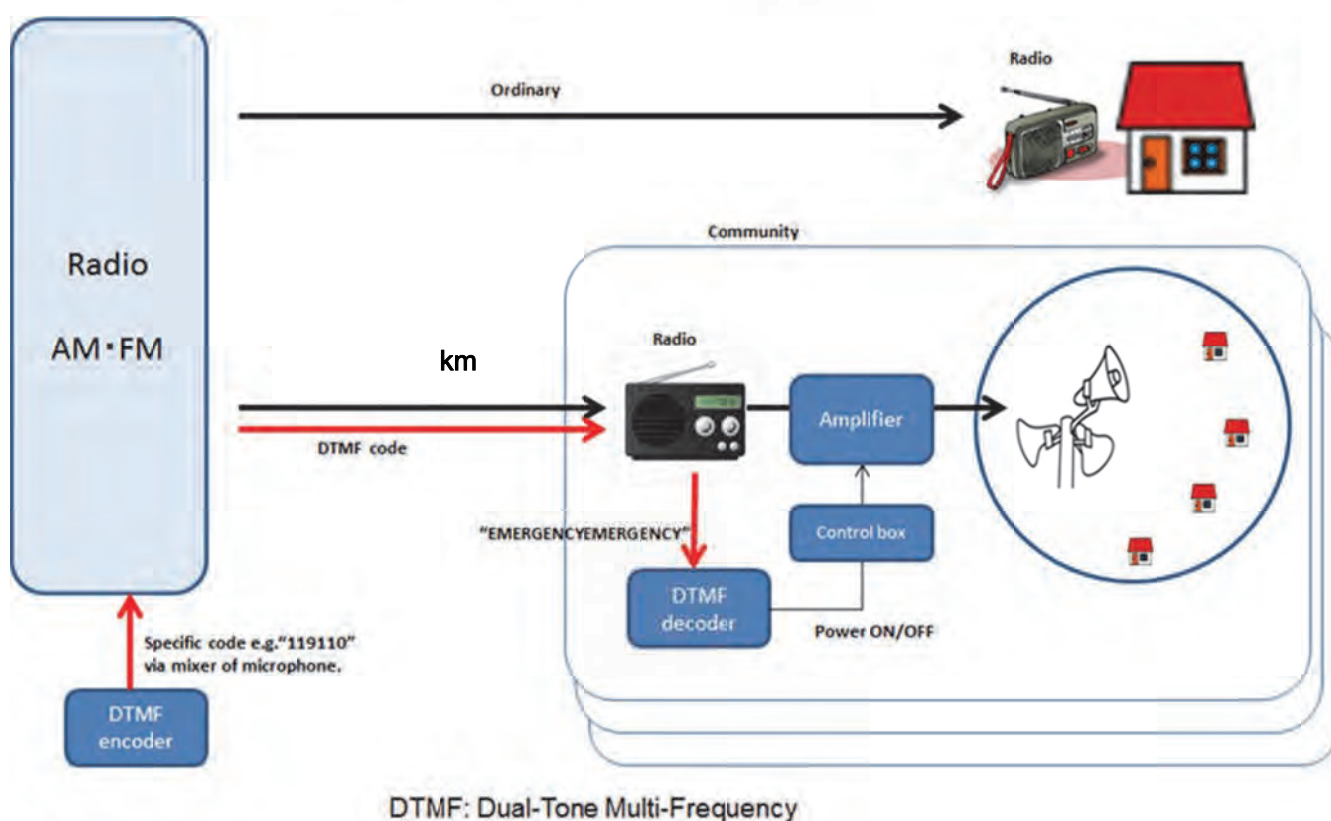 Radio
Ordinary
Radio
AM・FM
Community
km
Radio
Amplifier
DTMF code
"EMERGENCYEMERGENCY"
Control box
DTMF
decoder
Power ON/OFF
Specific code e.g."119110"
via mixer of microphone.
DTMF
encoder
DTMF: Dual-Tone Multi-Frequency